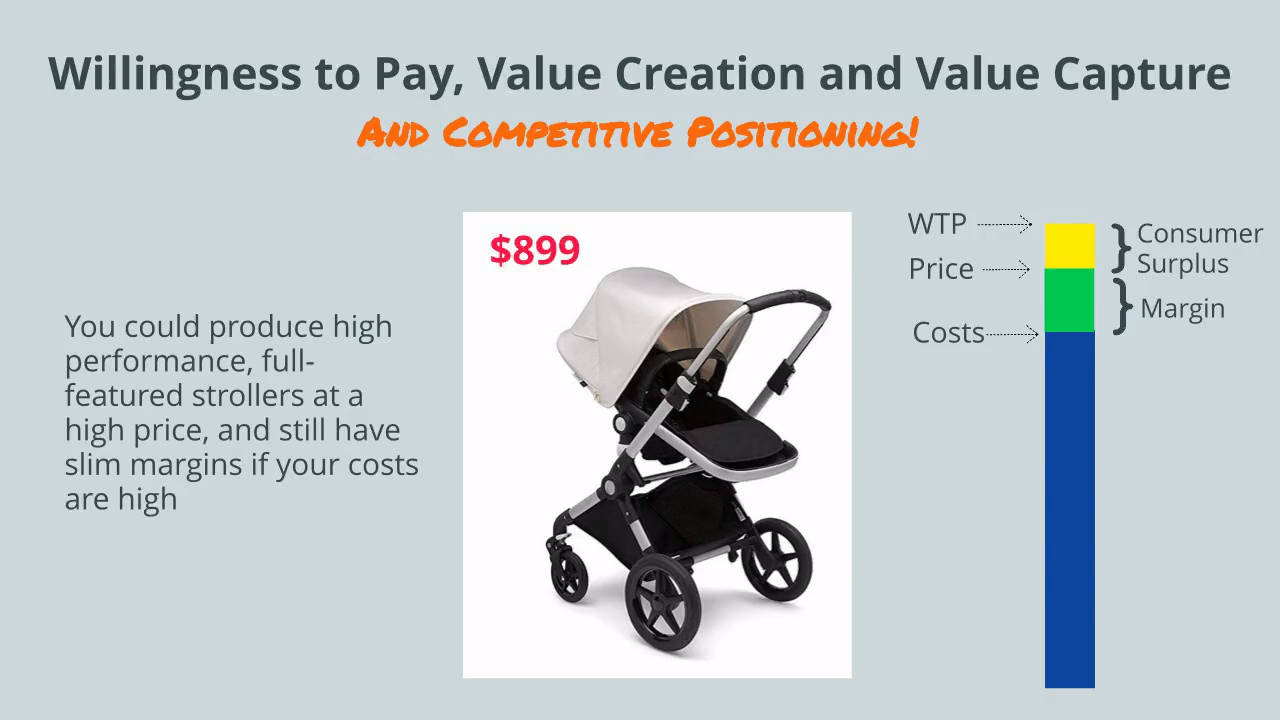 Willingness to Pay, Value Creation and Value Capture
And Competitive Positioning!
$899
You could produce high
performance, full-
featured strollers at a
high price, and still have
slim margins if your costs
are high
WTP
Price
Costs
Consumer
Surplus
Margin